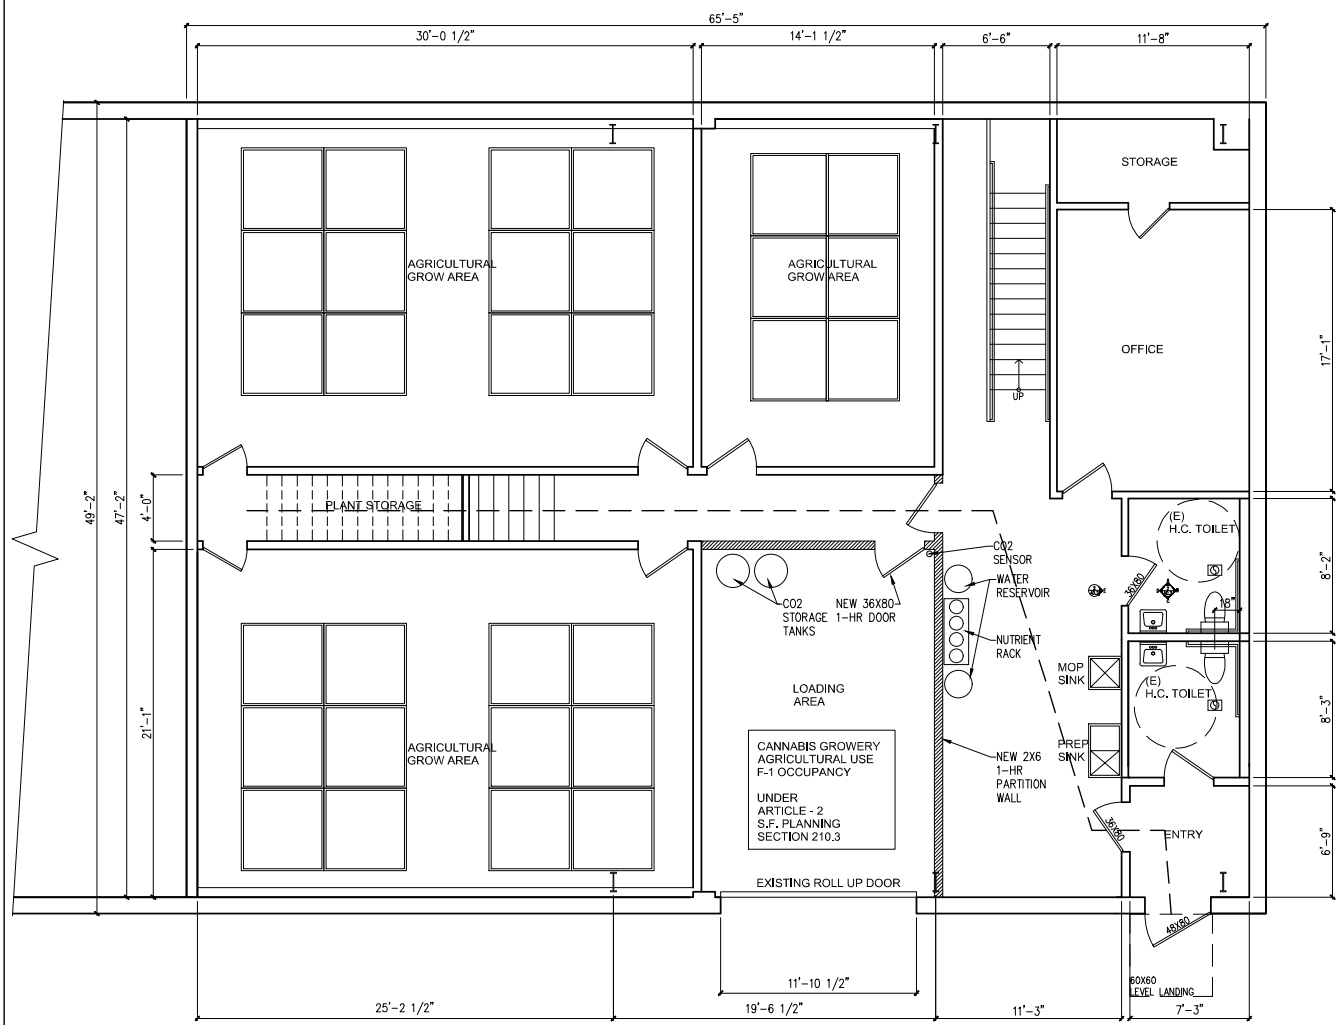 65'-5"
30'-0 1/2"
14'-1 1/2"
6'-6"
11'-8"
STORAGE
AGRICULTURAL
GROW AREA
AGRICULTURAL
GROW AREA
OFFICE
17'-1"
UP
49'-2"
47'-2"
4'-0"
PLANT STORAGE
(E)
H.C. TOILET
CO2
SENSOR
WATER
RESERVOIR
36X80
8'-2"
18"
CO2
STORAGE
TANKS
NEW 36X80
1-HR DOOR
NUTRIENT
RACK
MOP
SINK
(E)
H.C. TOILET
LOADING
AREA
8'-3"
21'-1"
AGRICULTURAL
GROW AREA
CANNABIS GROWERY
AGRICULTURAL USE
F-1 OCCUPANCY
UNDER
ARTICLE - 2
S.F. PLANNING
SECTION 210.3
PREP
SINK
NEW 2X6
1-HR
PARTITION
WALL
36X80
ENTRY
6'-9"
EXISTING ROLL UP DOOR
48X80
11'-10 1/2"
60X60
LEVEL LANDING
25'-2 1/2"
19'-6 1/2"
11'-3"
7'-3"